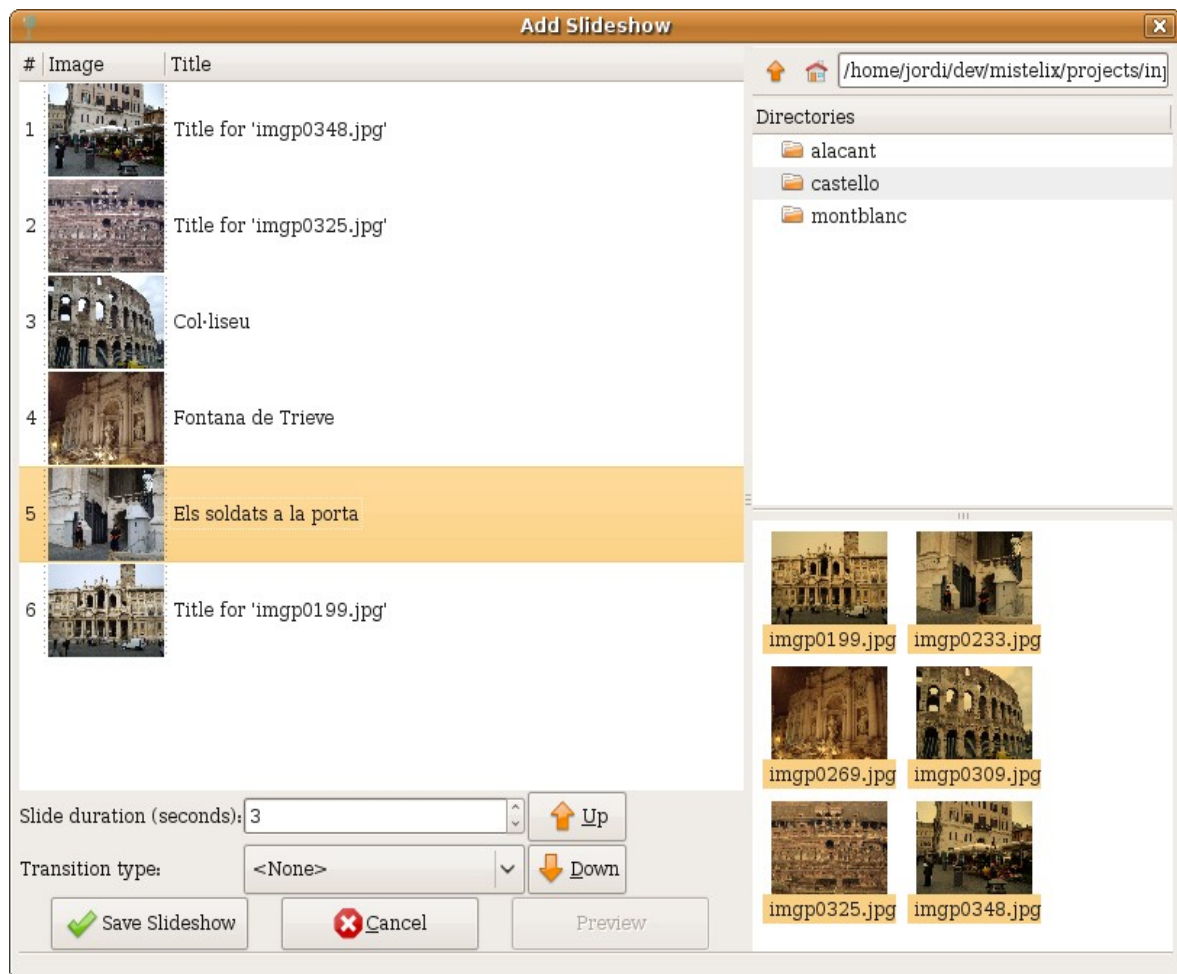 Add Slideshow
# Image Title
1 Title for 'imgp0348.jpg'
2 Title for 'imgp0325.jpg'
3 Col·liseu
4 Fontana de Trieve
5 Els soldats a la porta
6 Title for 'imgp0199.jpg'
Slide duration (seconds): 3 Up
Transition type: <None> Down
Save Slideshow Cancel Preview
/home/jordi/dev/mistelix/projects/inp
Directories
alacant
castello
montblanc
imgp0199.jpg imgp0233.jpg
imgp0269.jpg imgp0309.jpg
imgp0325.jpg imgp0348.jpg